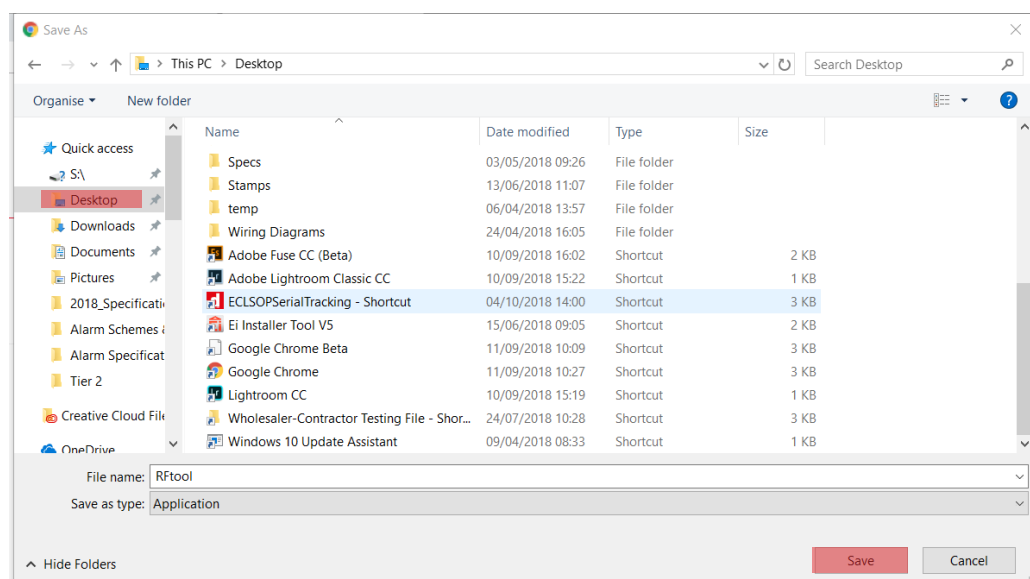 Save As
This PC > Desktop
Search Desktop
Organise
New folder
Name Date modified Type Size
Quick access
S:\
Desktop
Downloads
Documents
Pictures
2018_Specificati
Alarm Schemes
Alarm Specificat
Tier 2
Creative Cloud File
OneDrive
Specs 03/05/2018 09:26 File folder
Stamps 13/06/2018 11:07 File folder
temp 06/04/2018 13:57 File folder
Wiring Diagrams 24/04/2018 16:05 File folder
Adobe Fuse CC (Beta) 10/09/2018 16:02 Shortcut 2 KB
Adobe Lightroom Classic CC 10/09/2018 15:22 Shortcut 1 KB
ECLSOPSerialTracking - Shortcut 04/10/2018 14:00 Shortcut 3 KB
Ei Installer Tool V5 15/06/2018 09:05 Shortcut 2 KB
Google Chrome Beta 11/09/2018 10:09 Shortcut 3 KB
Google Chrome 11/09/2018 10:27 Shortcut 3 KB
Lightroom CC 10/09/2018 15:19 Shortcut 1 KB
Wholesaler-Contractor Testing File - Shor... 24/07/2018 10:28 Shortcut 3 KB
Windows 10 Update Assistant 09/04/2018 08:33 Shortcut 1 KB
File name: RFtool
Save as type: Application
Hide Folders
Save
Cancel